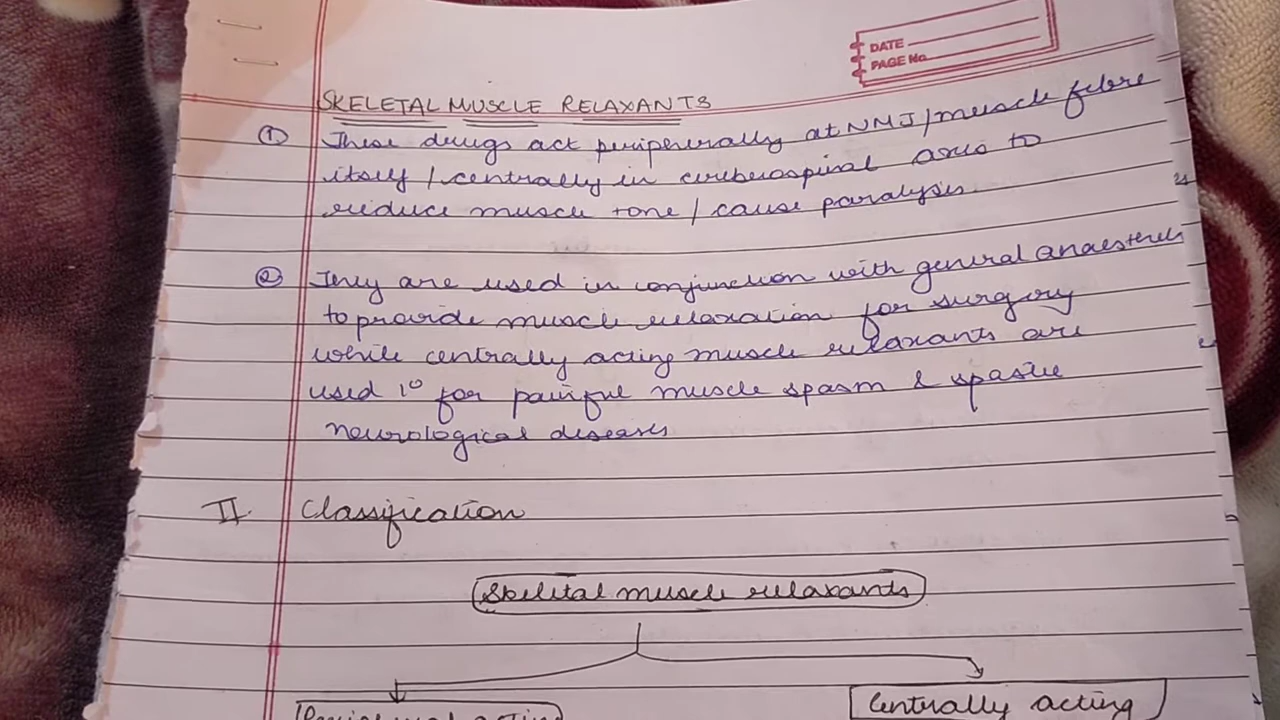 DATE
PAGE No.
SKELETAL MUSCLE RELAXANTS
① These drugs act peripherally at NMJ/muscle fibre
itself / centrally in cerebrospinal axis to
reduce muscle tone / cause paralysis
② They are used in conjunction with general anaesthetics
to provide muscle relaxation for surgery
while centrally acting muscle relaxants are
used 1° for painful muscle spasm & spastic
neurological diseases
II. Classification
Skeletal muscle relaxants
acting
Centrally acting